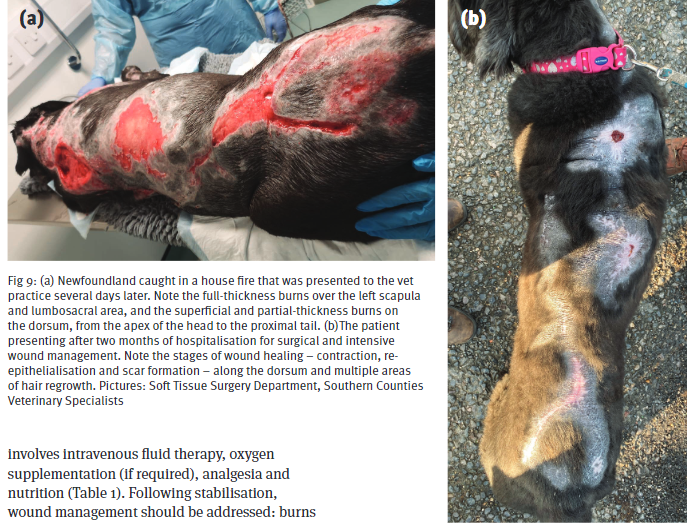 (a)
(b)
Fig 9: (a) Newfoundland caught in a house fire that was presented to the vet
practice several days later. Note the full-thickness burns over the left scapula
and lumbosacral area, and the superficial and partial-thickness burns on
the dorsum, from the apex of the head to the proximal tail. (b)The patient
presenting after two months of hospitalisation for surgical and intensive
wound management. Note the stages of wound healing – contraction, re-
epithelialisation and scar formation – along the dorsum and multiple areas
of hair regrowth. Pictures: Soft Tissue Surgery Department, Southern Counties
Veterinary Specialists
involves intravenous fluid therapy, oxygen
supplementation (if required), analgesia and
nutrition (Table 1). Following stabilisation,
wound management should be addressed: burns